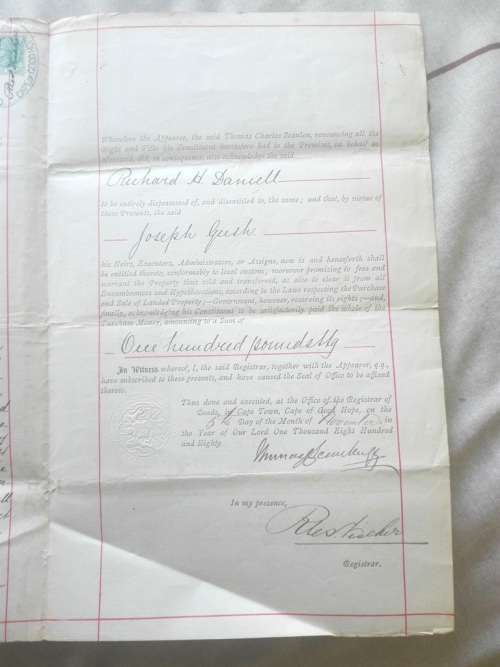 Wherefore the Appearer, the said Thomas Charles Scanlen, renouncing all the
Right and Title his Constituent heretofore had to the Premises, on behalf as
aforesaid, did, in consequence, also acknowledge the said
Richard H. Daniell
to be entirely dispossessed of, and disentitled to, the same; and that, by virtue of
these Presents, the said
Joseph Gush
his Heirs, Executors, Administrators, or Assigns, now is and henceforth shall
be entitled thereto, conformably to local custom; moreover promising to free and
warrant the Property thus sold and transferred, as also to clear it from all
Encumbrances and Hypothecations, according to the Laws respecting the Purchase
and Sale of Landed Property;—Government, however, reserving its rights;—and,
finally, acknowledging his Constituent to be satisfactorily paid the whole of the
Purchase Money, amounting to a Sum of
One hundred pounds Stg
In Witness whereof, I, the said Registrar, together with the Appearer, q.q.,
have subscribed to these presents, and have caused the Seal of Office to be affixed
thereto.
Thus done and executed, at the Office of the Registrar of
Deeds, in Cape Town, Cape of Good Hope, on the
5th Day of the Month of November in
the Year of Our Lord One Thousand Eight Hundred
and Eighty.
In my presence,
Registrar.